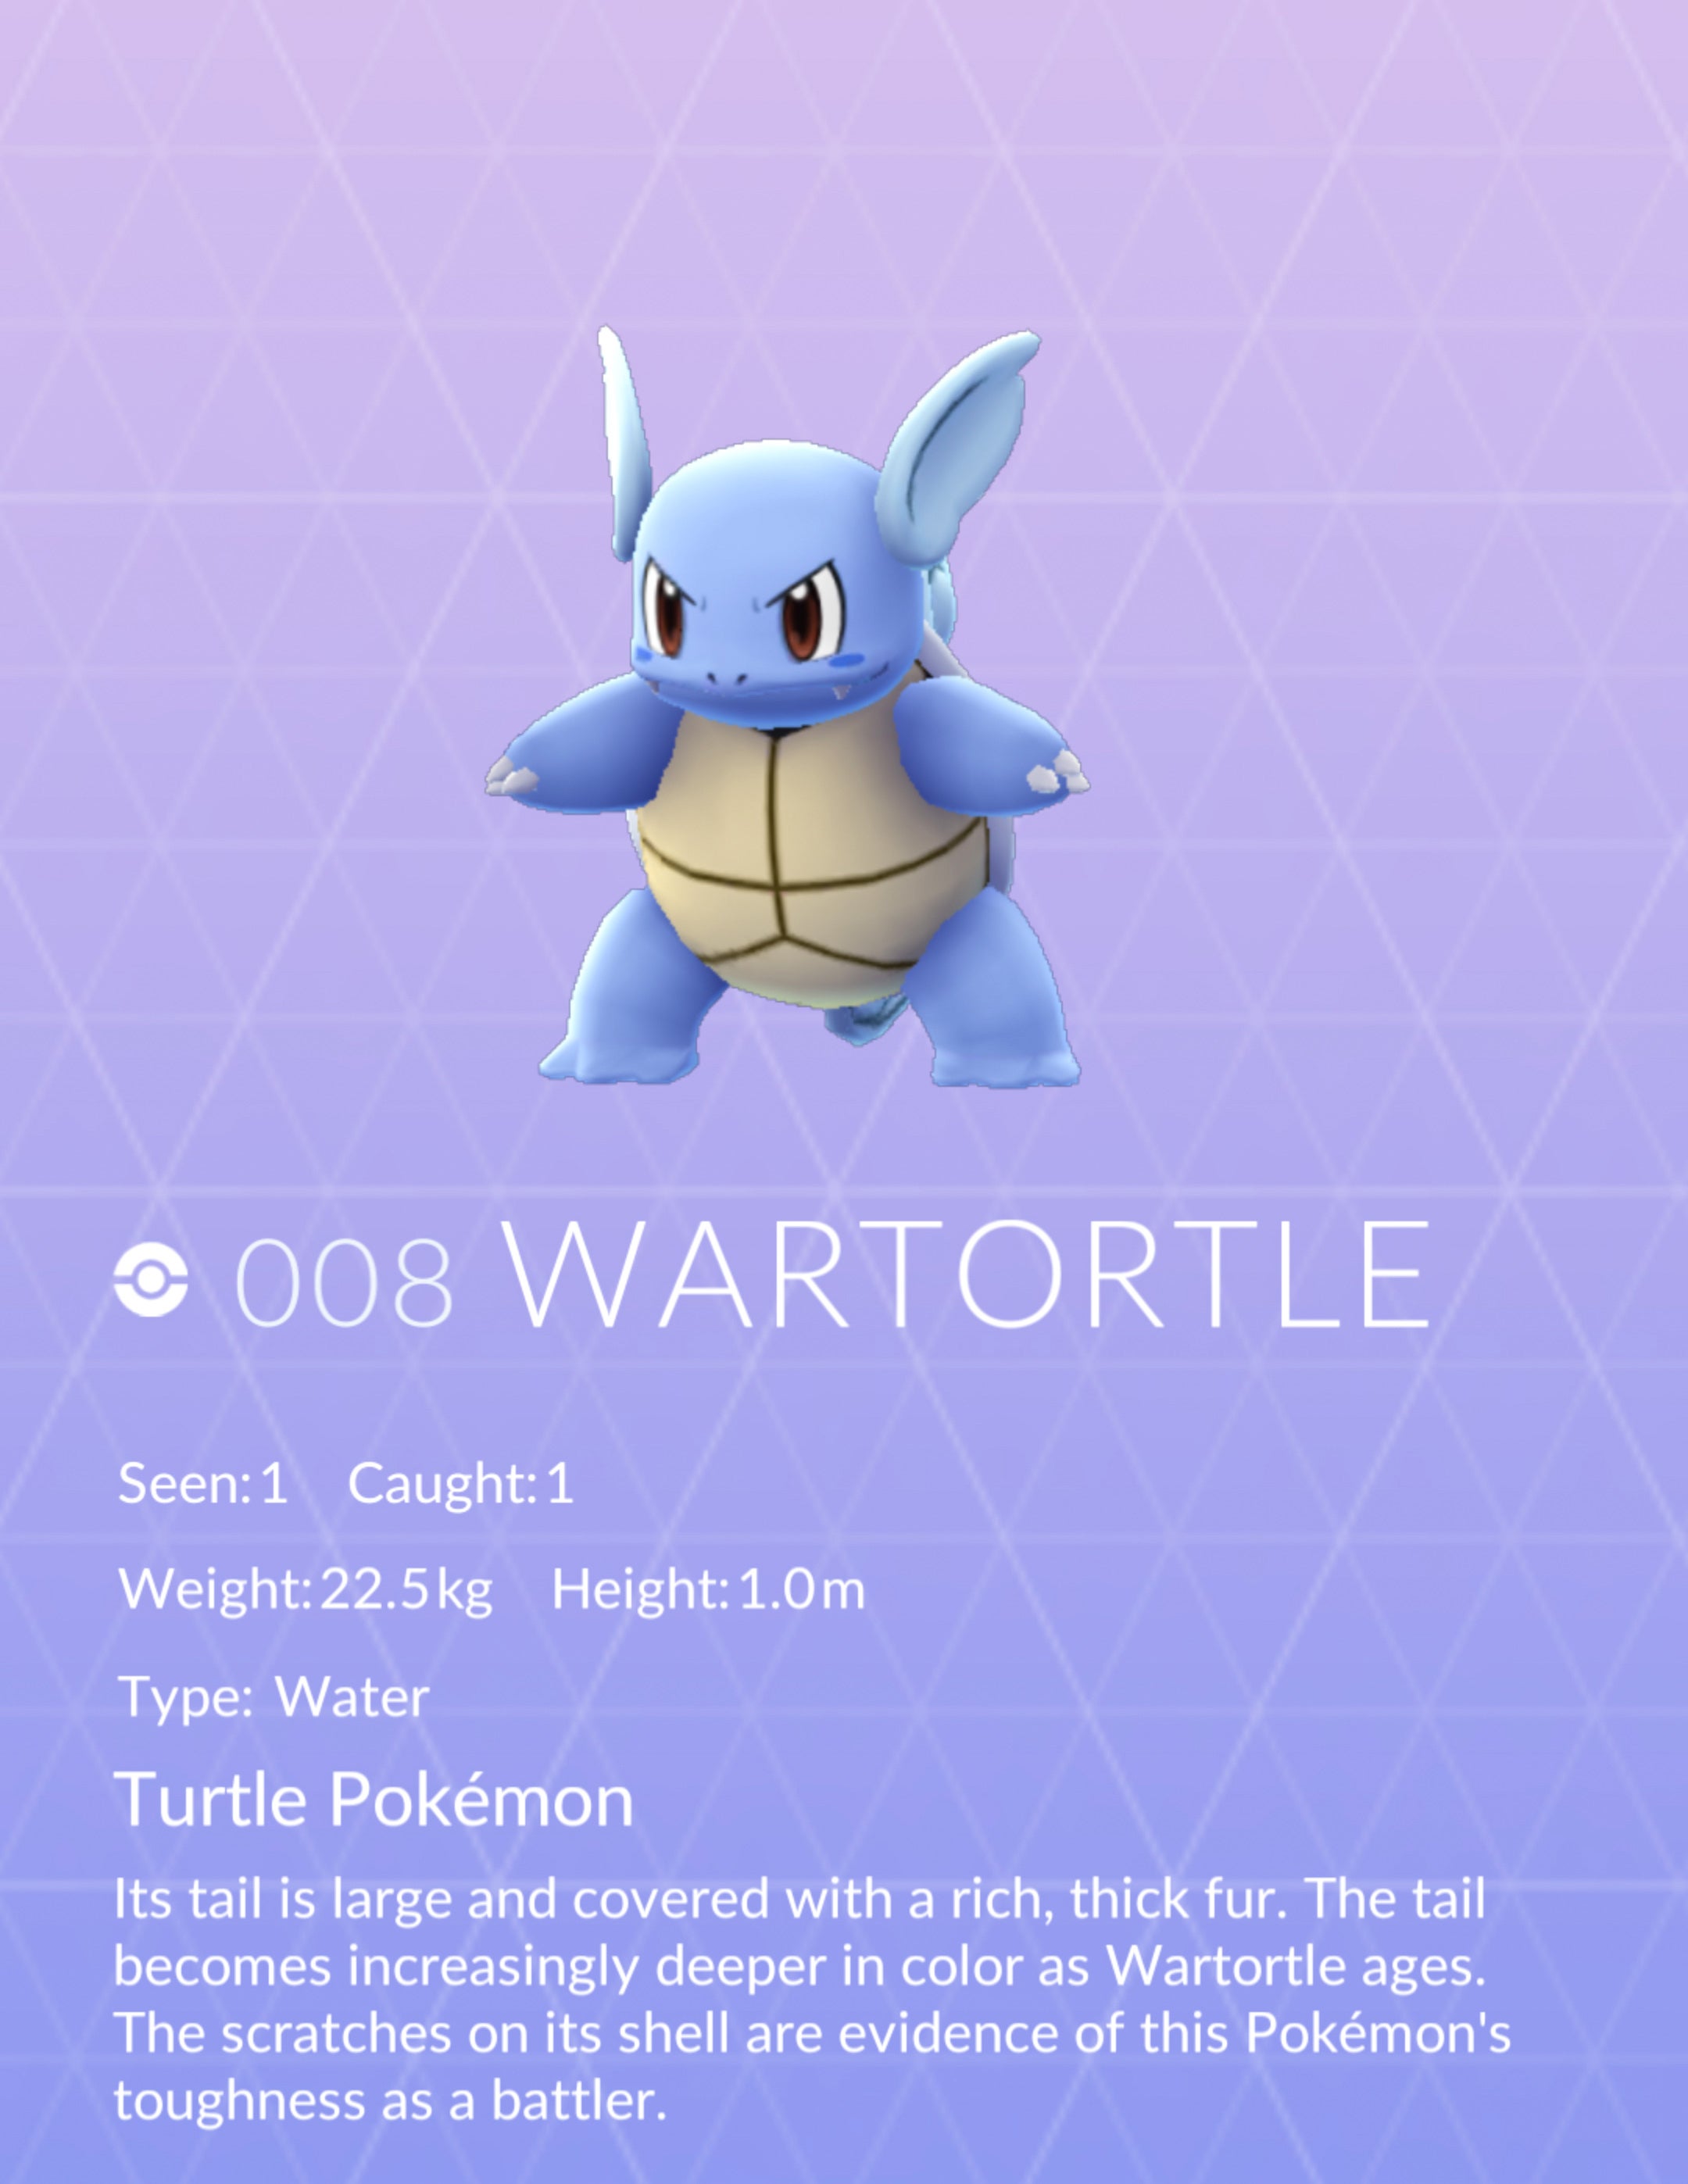 008 WARTORTLE
Seen: 1 Caught: 1
Weight: 22.5 kg Height: 1.0 m
Type: Water
Turtle Pokémon
Its tail is large and covered with a rich, thick fur. The tail
becomes increasingly deeper in color as Wartortle ages.
The scratches on its shell are evidence of this Pokémon's
toughness as a battler.